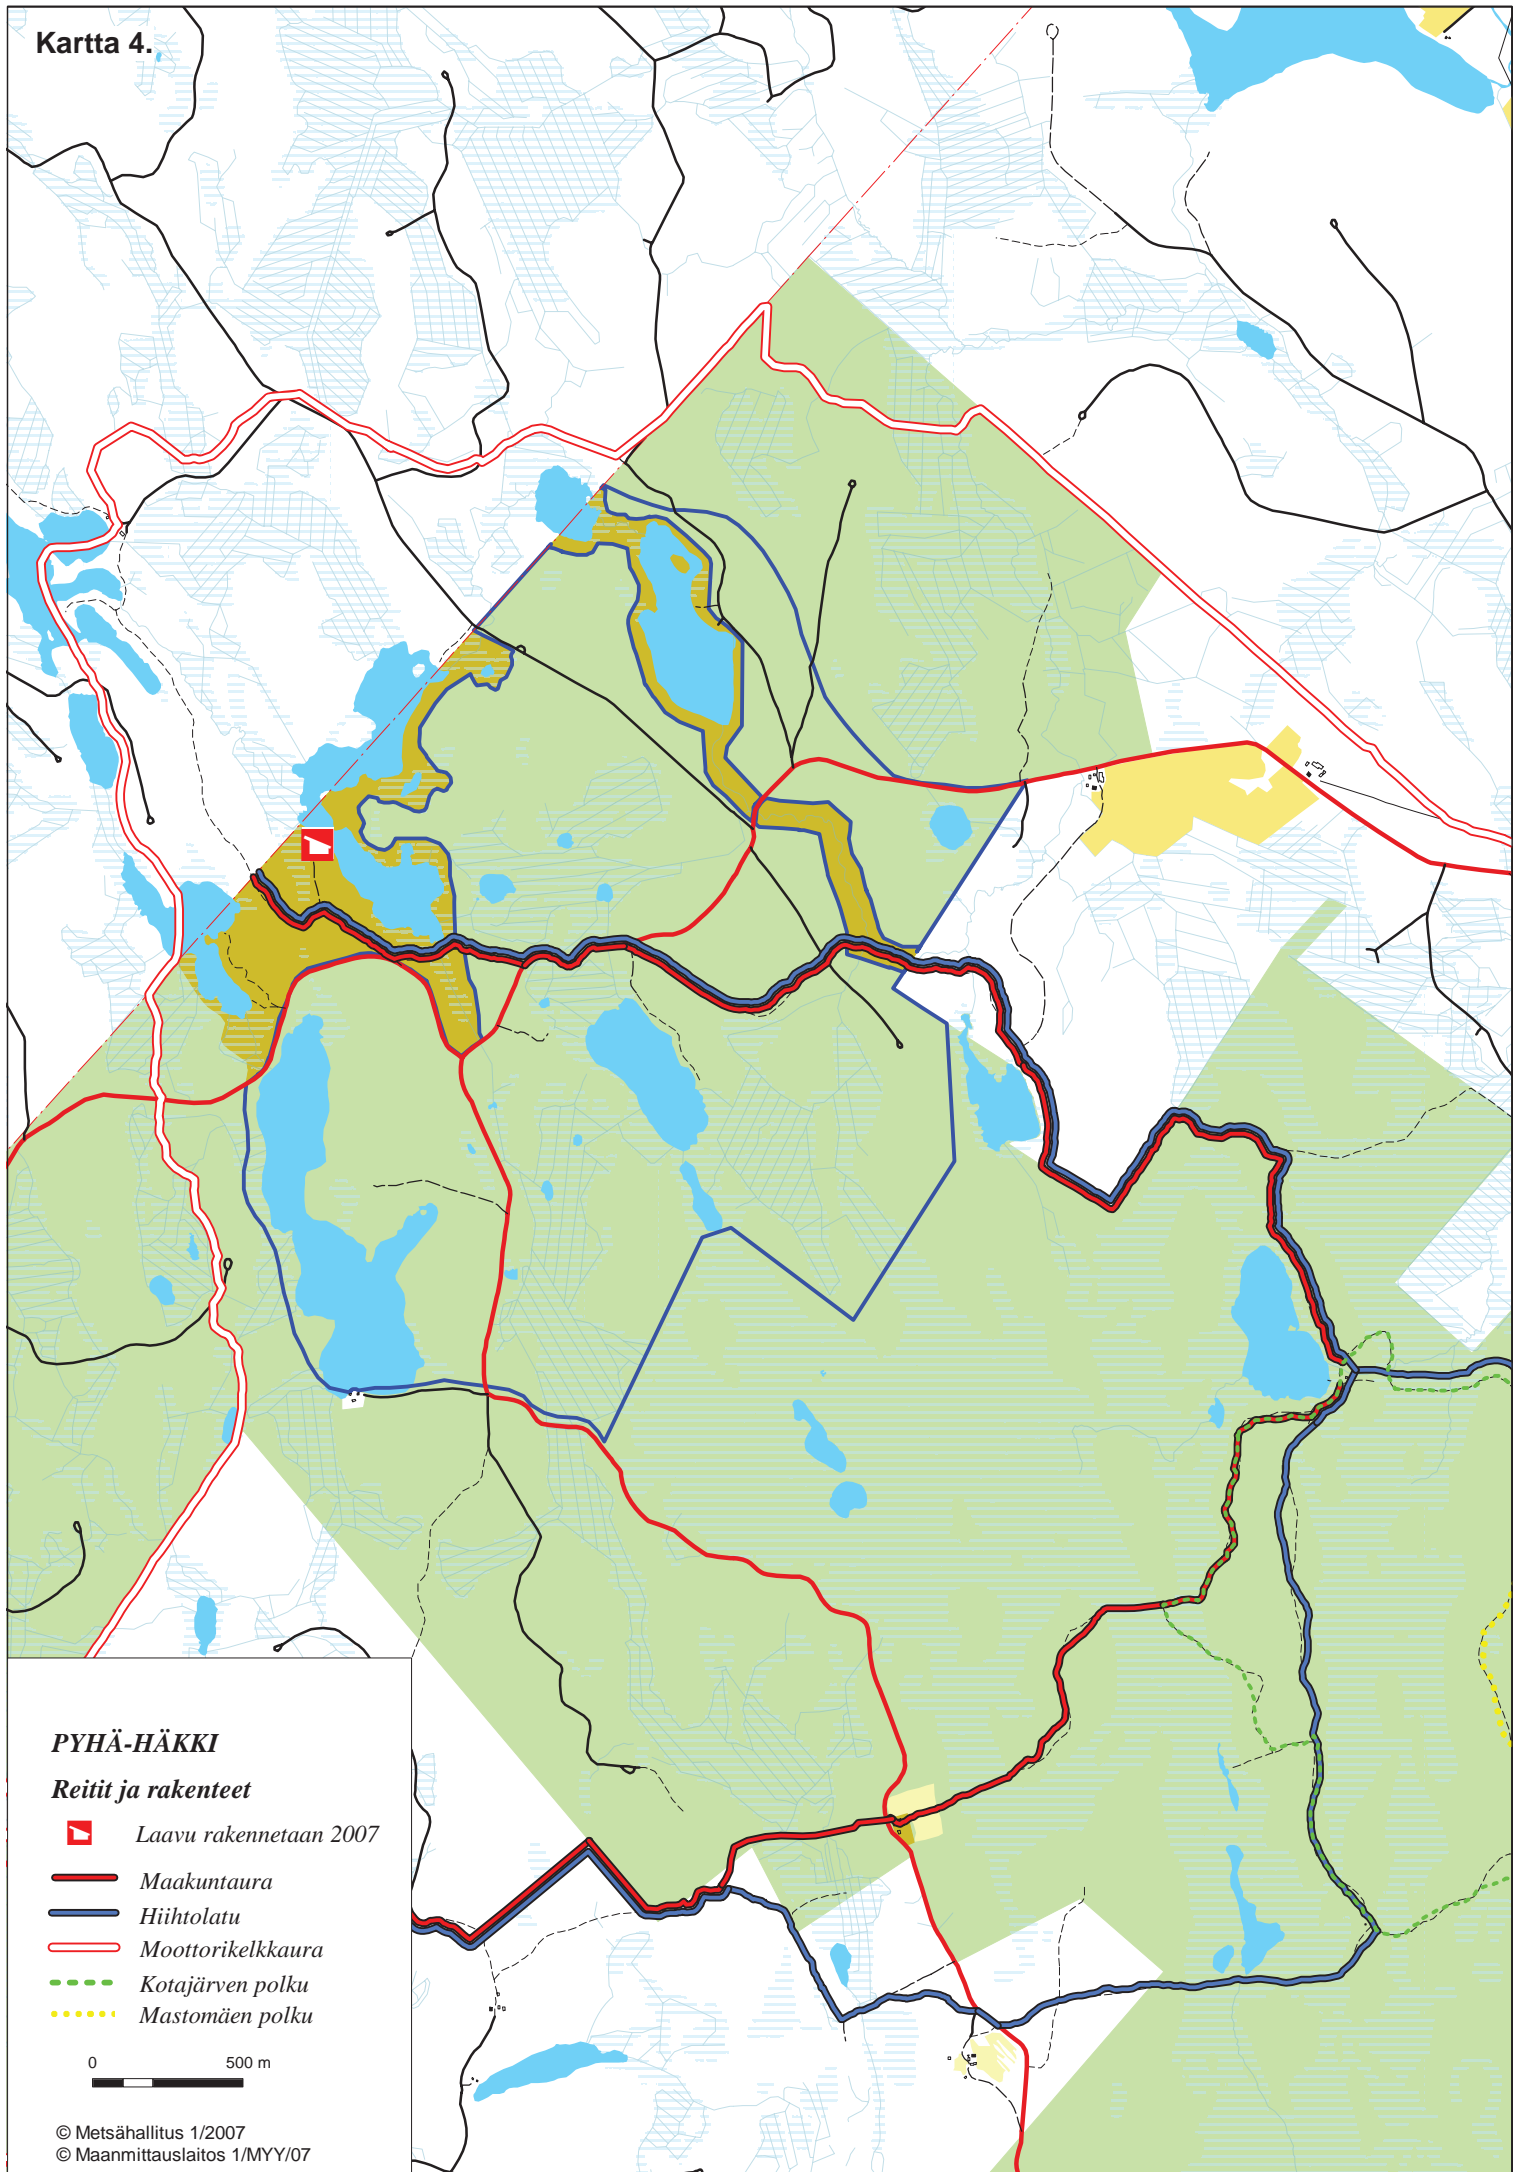 Kartta 4.
PYHÄ-HÄKKI
Reitit ja rakenteet
Laavu rakennetaan 2007
Maakuntaura
Hiihtolatu
Moottorikelkkaura
Kotajärven polku
Mastomäen polku
0 500 m
© Metsähallitus 1/2007
© Maanmittauslaitos 1/MYY/07